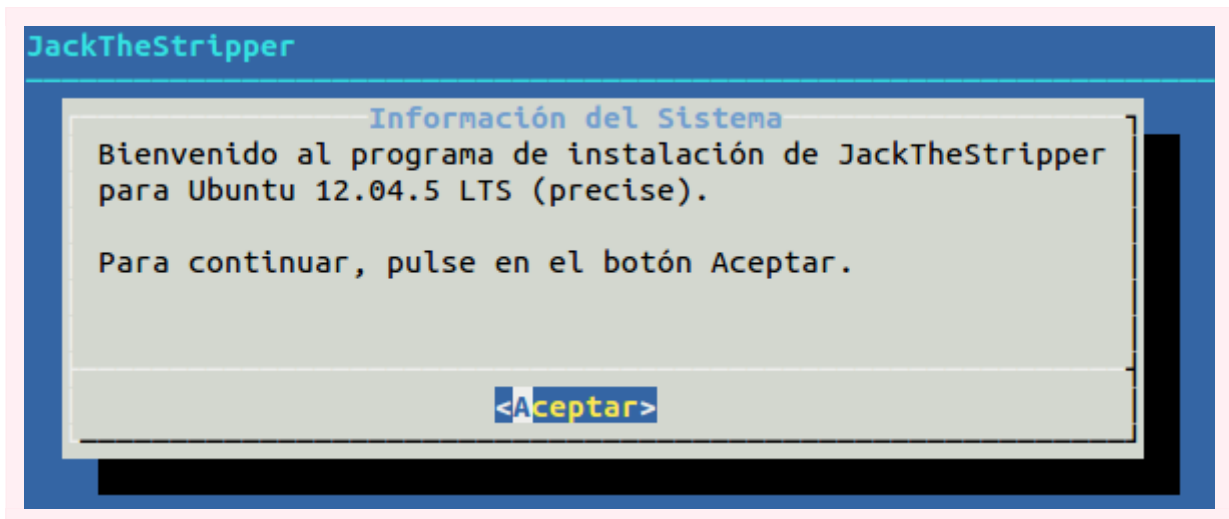 JackTheStripper
Información del Sistema
Bienvenido al programa de instalación de JackTheStripper
para Ubuntu 12.04.5 LTS (precise).
Para continuar, pulse en el botón Aceptar.
<Aceptar>